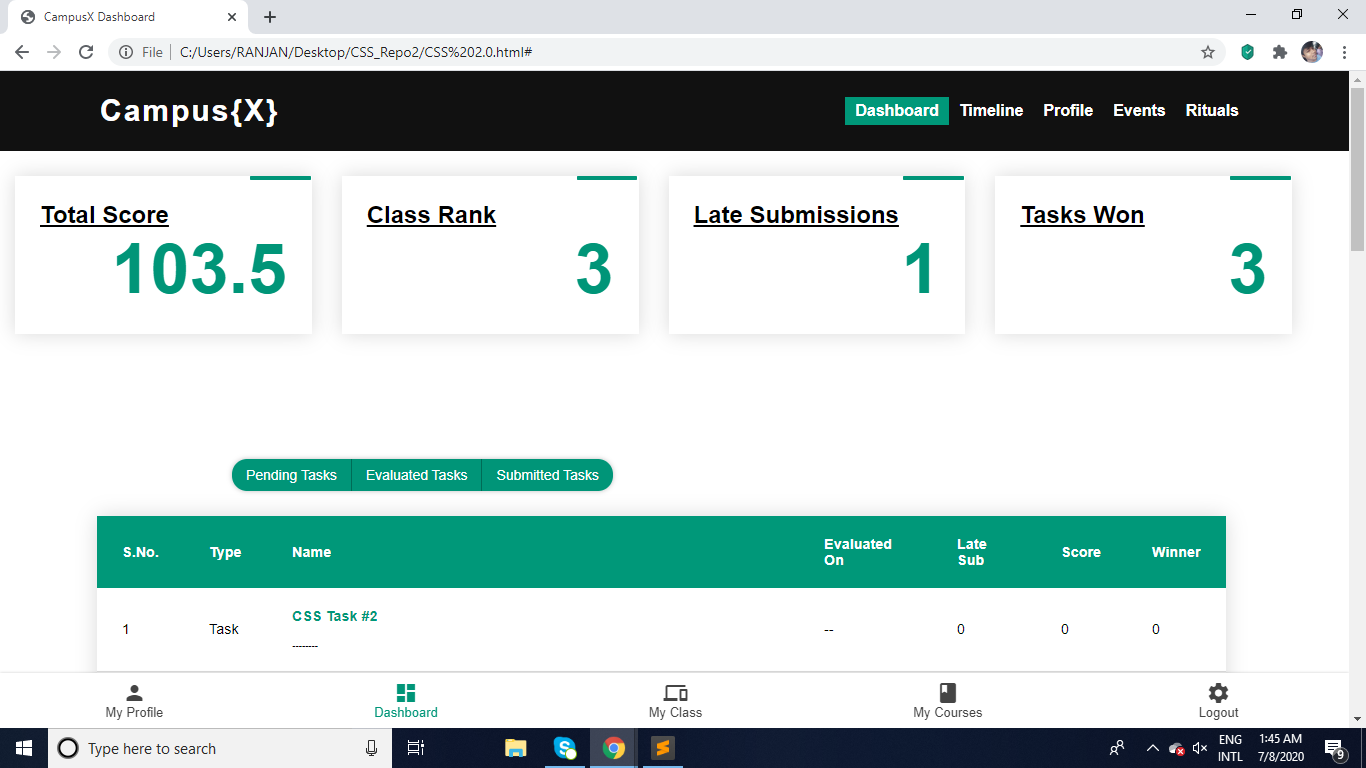 CampusX Dashboard
File C:/Users/RANJAN/Desktop/CSS_Repo2/CSS%202.0.html#
Campus{X} Dashboard Timeline Profile Events Rituals
Total Score Class Rank Late Submissions Tasks Won
103.5 3 1 3
Pending Tasks Evaluated Tasks Submitted Tasks
S.No. Type Name Evaluated On Late Sub Score Winner
CSS Task #2
1 Task -- 0 0 0
--------
My Profile Dashboard My Class My Courses Logout
Type here to search
ENG 1:45 AM
INTL 7/8/2020 9